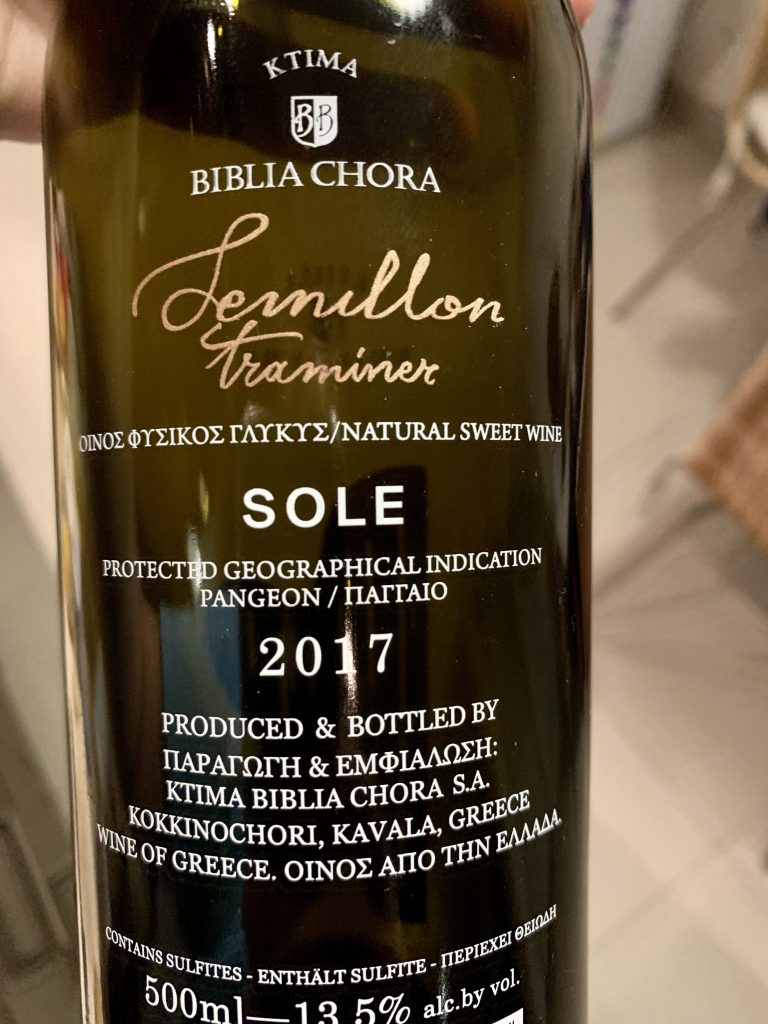 KTIMA
BB
BIBLIA CHORA
Semillon
traminer
ΟΙΝΟΣ ΦΥΣΙΚΟΣ ΓΛΥΚΥΣ/NATURAL SWEET WINE
SOLE
PROTECTED GEOGRAPHICAL INDICATION
PANGEON / ΠΑΓΓΑΙΟ
2017
PRODUCED & BOTTLED BY
ΠΑΡΑΓΩΓΗ & ΕΜΦΙΑΛΩΣΗ:
KTIMA BIBLIA CHORA S.A.
KOKKINOCHORI, KAVALA, GREECE
WINE OF GREECE. ΟΙΝΟΣ ΑΠΟ ΤΗΝ ΕΛΛΑΔΑ.
CONTAINS SULFITES - ENTHÄLT SULFITE - ΠΕΡΙΕΧΕΙ ΘΕΙΩΔΗ
500ml—13.5% alc.by vol.